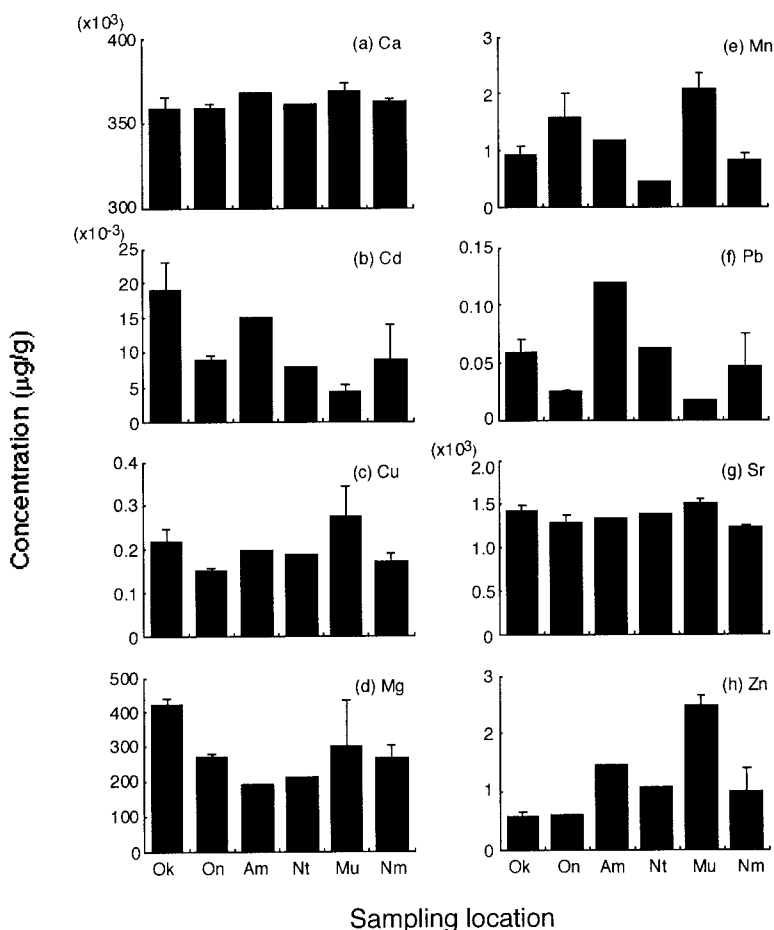 (x10³)
(a) Ca
400
350
300
(x10⁻³)
(b) Cd
25
20
15
10
5
0
(c) Cu
0.4
0.3
0.2
0.1
0
(d) Mg
500
400
300
200
100
0
Ok On Am Nt Mu Nm
(e) Mn
3
2
1
0
(f) Pb
0.15
0.10
0.05
0
(x10³)
(g) Sr
2.0
1.5
1.0
0.5
0
(h) Zn
3
2
1
0
Ok On Am Nt Mu Nm
Concentration (μg/g)
Sampling location